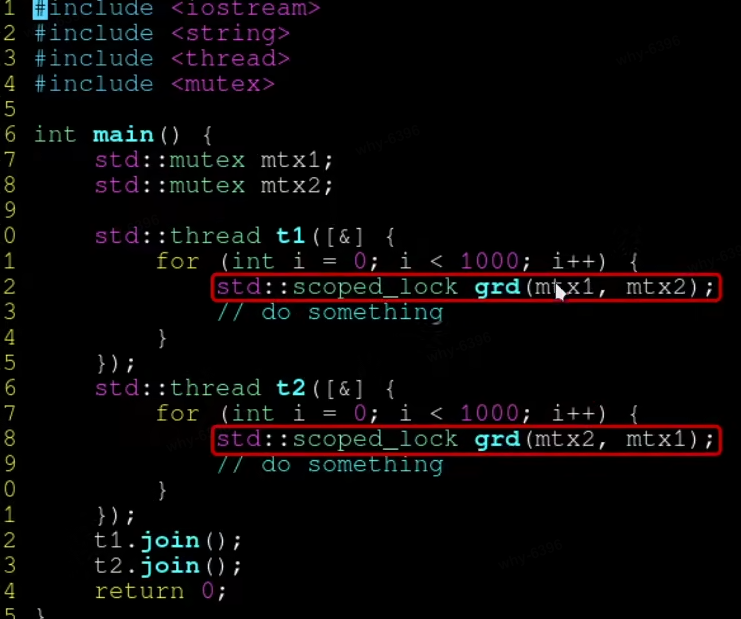 1 #include <iostream>
2 #include <string>
3 #include <thread>
4 #include <mutex>
5
6 int main() {
7     std::mutex mtx1;
8     std::mutex mtx2;
9
0     std::thread t1([&] {
1         for (int i = 0; i < 1000; i++) {
2             std::scoped_lock grd(mtx1, mtx2);
3             // do something
4         }
5     });
6     std::thread t2([&] {
7         for (int i = 0; i < 1000; i++) {
8             std::scoped_lock grd(mtx2, mtx1);
9             // do something
0         }
1     });
2     t1.join();
3     t2.join();
4     return 0;
5 }